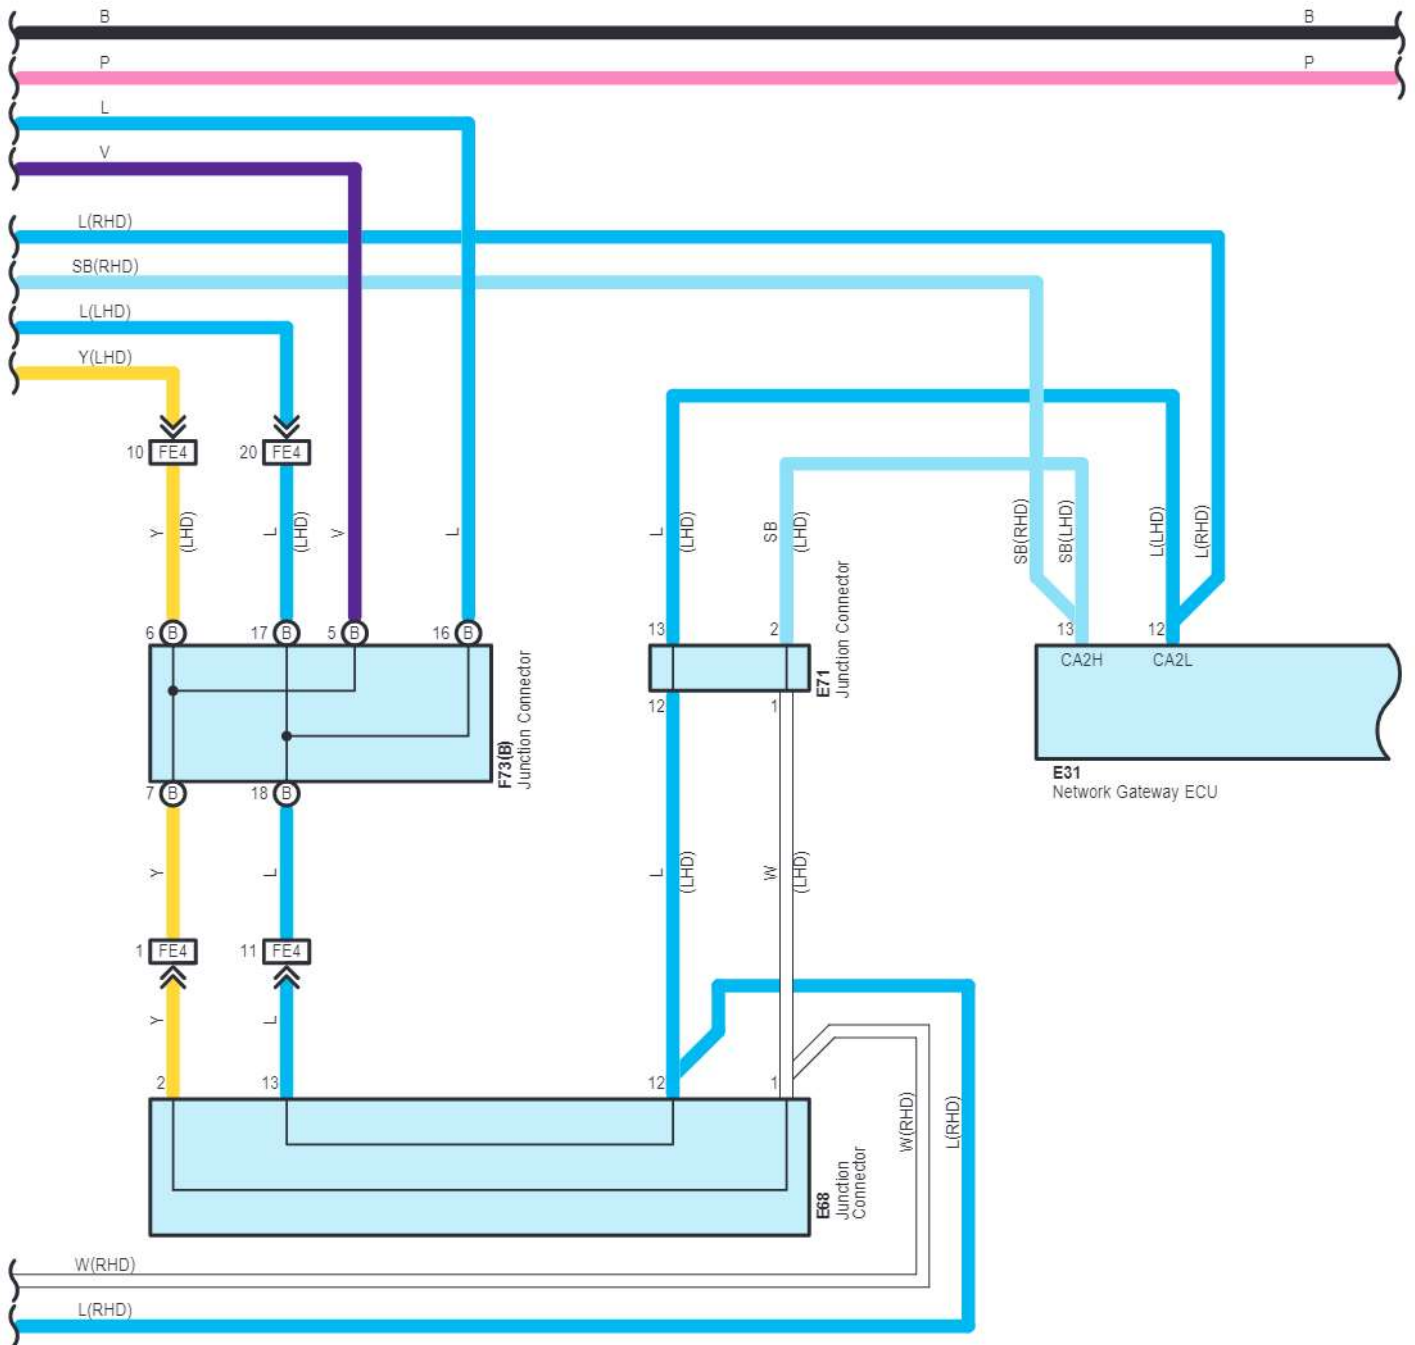 B B
P P
L
V
L(RHD)
SB(RHD)
L(LHD)
Y(LHD)
10 FE4 20 FE4
Y (LHD) L (LHD) V L L (LHD) SB (LHD) SB(RHD) SB(LHD) L(LHD) L(RHD)
6 B 17 B 5 B 16 B 13 2 13 12
CA2H CA2L
F73(B)
Junction Connector
E71
Junction Connector
12 1
E31
Network Gateway ECU
7 B 18 B
Y L L (LHD) W (LHD)
1 FE4 11 FE4
Y L
2 13 12 1
W(RHD) L(RHD)
E68
Junction
Connector
W(RHD)
L(RHD)